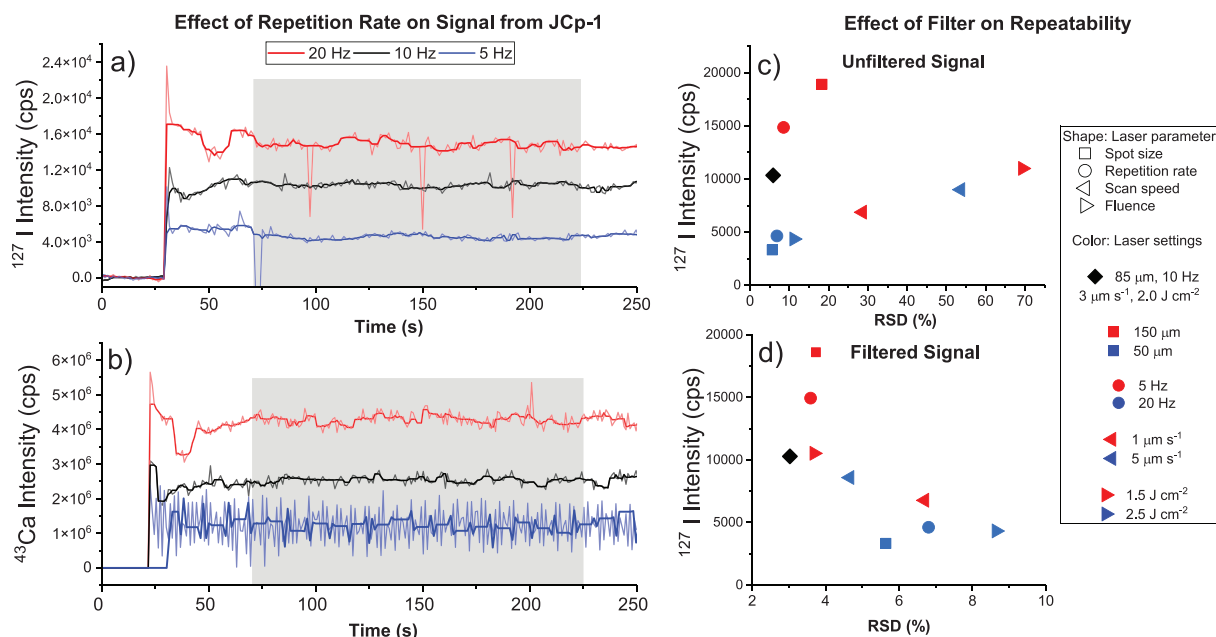 Effect of Repetition Rate on Signal from JCp-1
20 Hz 10 Hz 5 Hz
a)
2.4×10⁴
2.0×10⁴
1.6×10⁴
1.2×10⁴
8.0×10³
4.0×10³
0.0
¹²⁷ I Intensity (cps)
0 50 100 150 200 250
Time (s)
b)
6×10⁶
5×10⁶
4×10⁶
3×10⁶
2×10⁶
1×10⁶
0
⁴³Ca Intensity (cps)
0 50 100 150 200 250
Time (s)
Effect of Filter on Repeatability
c)
Unfiltered Signal
20000
17500
15000
12500
10000
7500
5000
2500
0
¹²⁷ I Intensity (cps)
0 10 20 30 40 50 60 70
RSD (%)
d)
Filtered Signal
20000
15000
10000
5000
0
¹²⁷ I Intensity (cps)
2 4 6 8 10
RSD (%)
Shape: Laser parameter
Spot size
Repetition rate
Scan speed
Fluence
Color: Laser settings
85 μm, 10 Hz
3 μm s⁻¹, 2.0 J cm⁻²
150 μm
50 μm
5 Hz
20 Hz
1 μm s⁻¹
5 μm s⁻¹
1.5 J cm⁻²
2.5 J cm⁻²